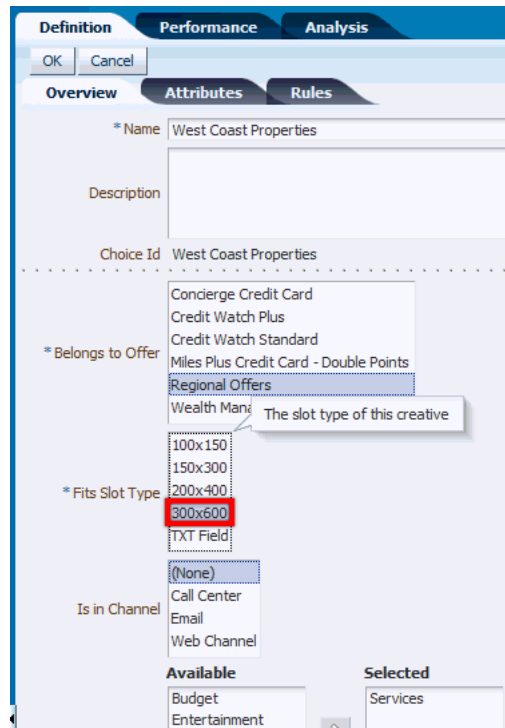 Definition Performance Analysis
OK Cancel
Overview Attributes Rules
* Name West Coast Properties
Description
Choice Id West Coast Properties
Concierge Credit Card
Credit Watch Plus
Credit Watch Standard
* Belongs to Offer
Miles Plus Credit Card - Double Points
Regional Offers
Wealth Mana
The slot type of this creative
100x150
150x300
* Fits Slot Type 200x400
300x600
TXT Field
(None)
Call Center
Is in Channel
Email
Web Channel
Available Selected
Budget Services
Entertainment